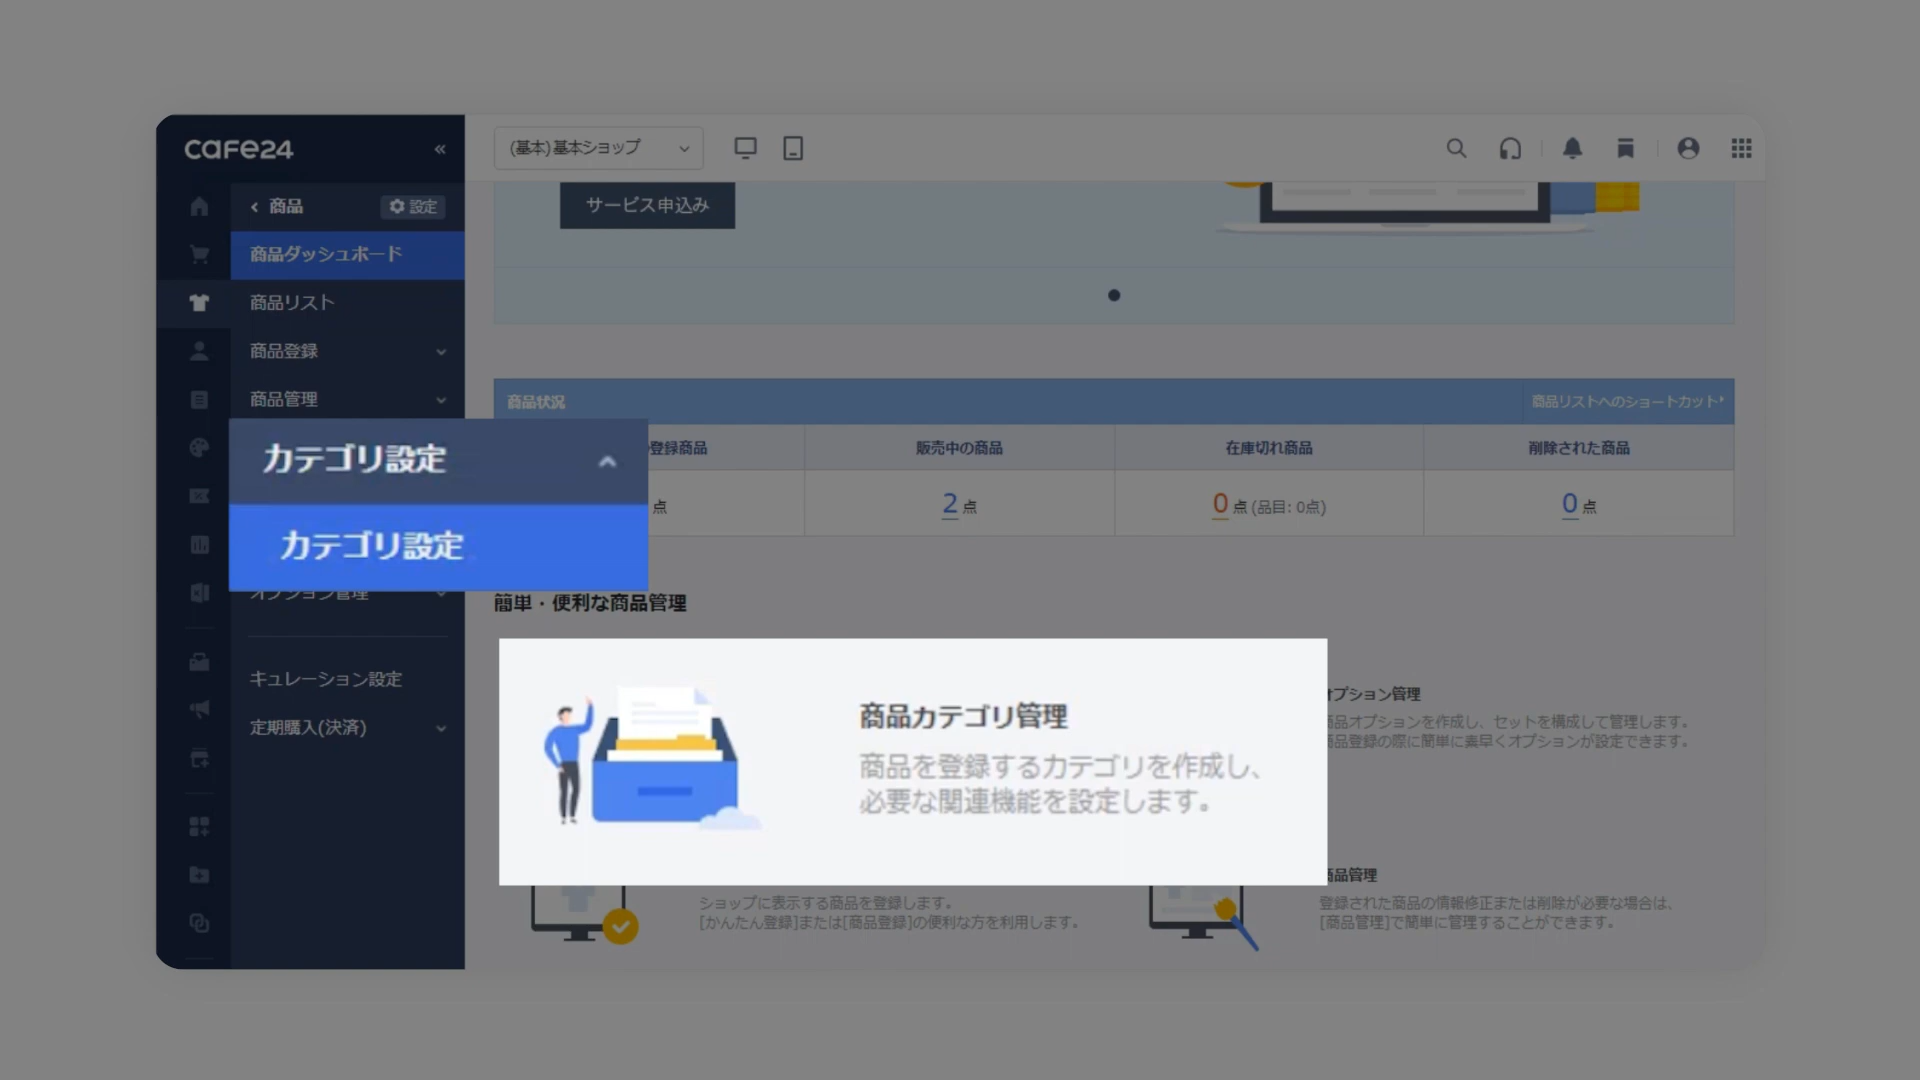 cafe24
(基本)基本ショップ
商品
設定
商品ダッシュボード
商品リスト
商品登録
商品管理
カテゴリ設定
カテゴリ設定
キュレーション設定
定期購入(決済)
サービス申込み
商品状況
商品リストへのショートカット
登録商品
販売中の商品
在庫切れ商品
削除された商品
点
2 点
0 点 (品目: 0点)
0 点
簡単・便利な商品管理
商品カテゴリ管理
商品を登録するカテゴリを作成し、
必要な関連機能を設定します。
オプション管理
商品オプションを作成し、セットを構成して管理します。
商品登録の際に簡単に素早くオプションが設定できます。
ショップに表示する商品を登録します。
[かんたん登録]または[商品登録]の便利な方を利用します。
商品管理
登録された商品の情報修正または削除が必要な場合は、
[商品管理]で簡単に管理することができます。